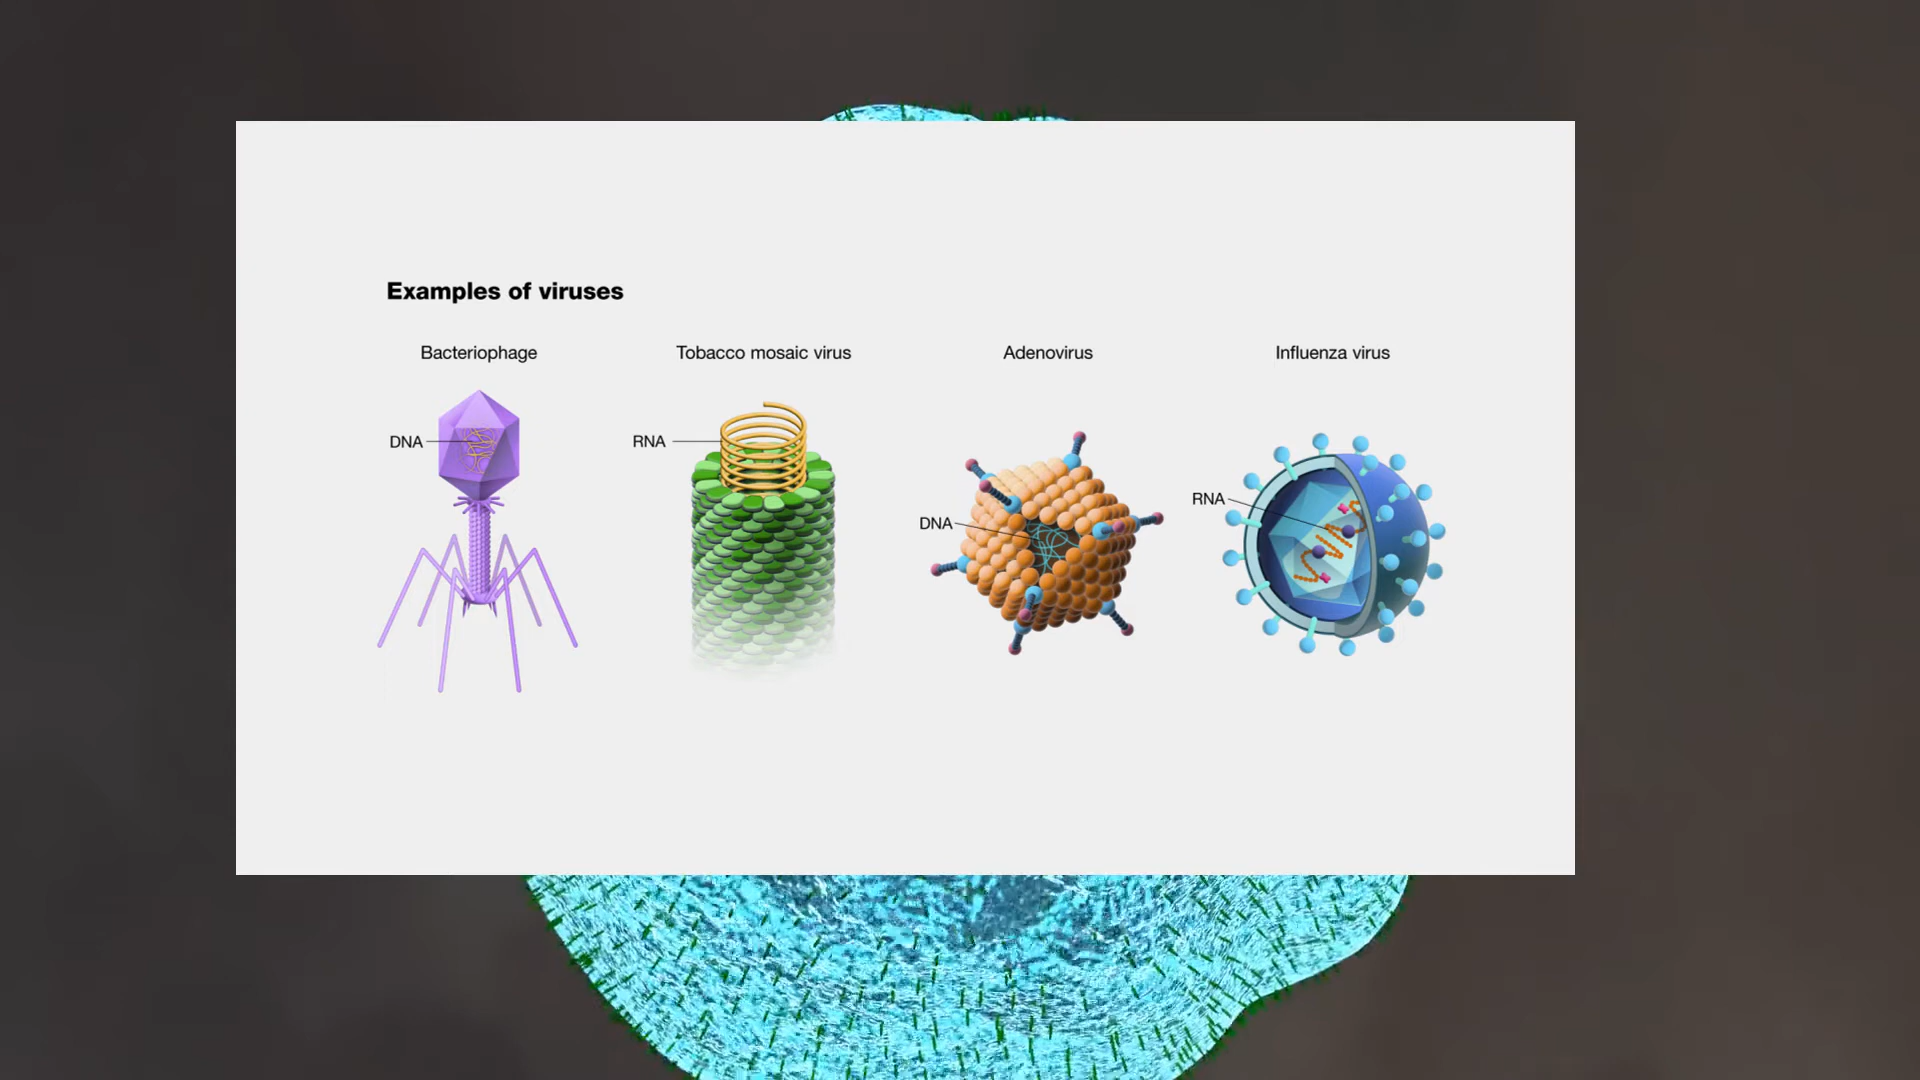 Examples of viruses
Bacteriophage
Tobacco mosaic virus
Adenovirus
Influenza virus
DNA
RNA
DNA
RNA